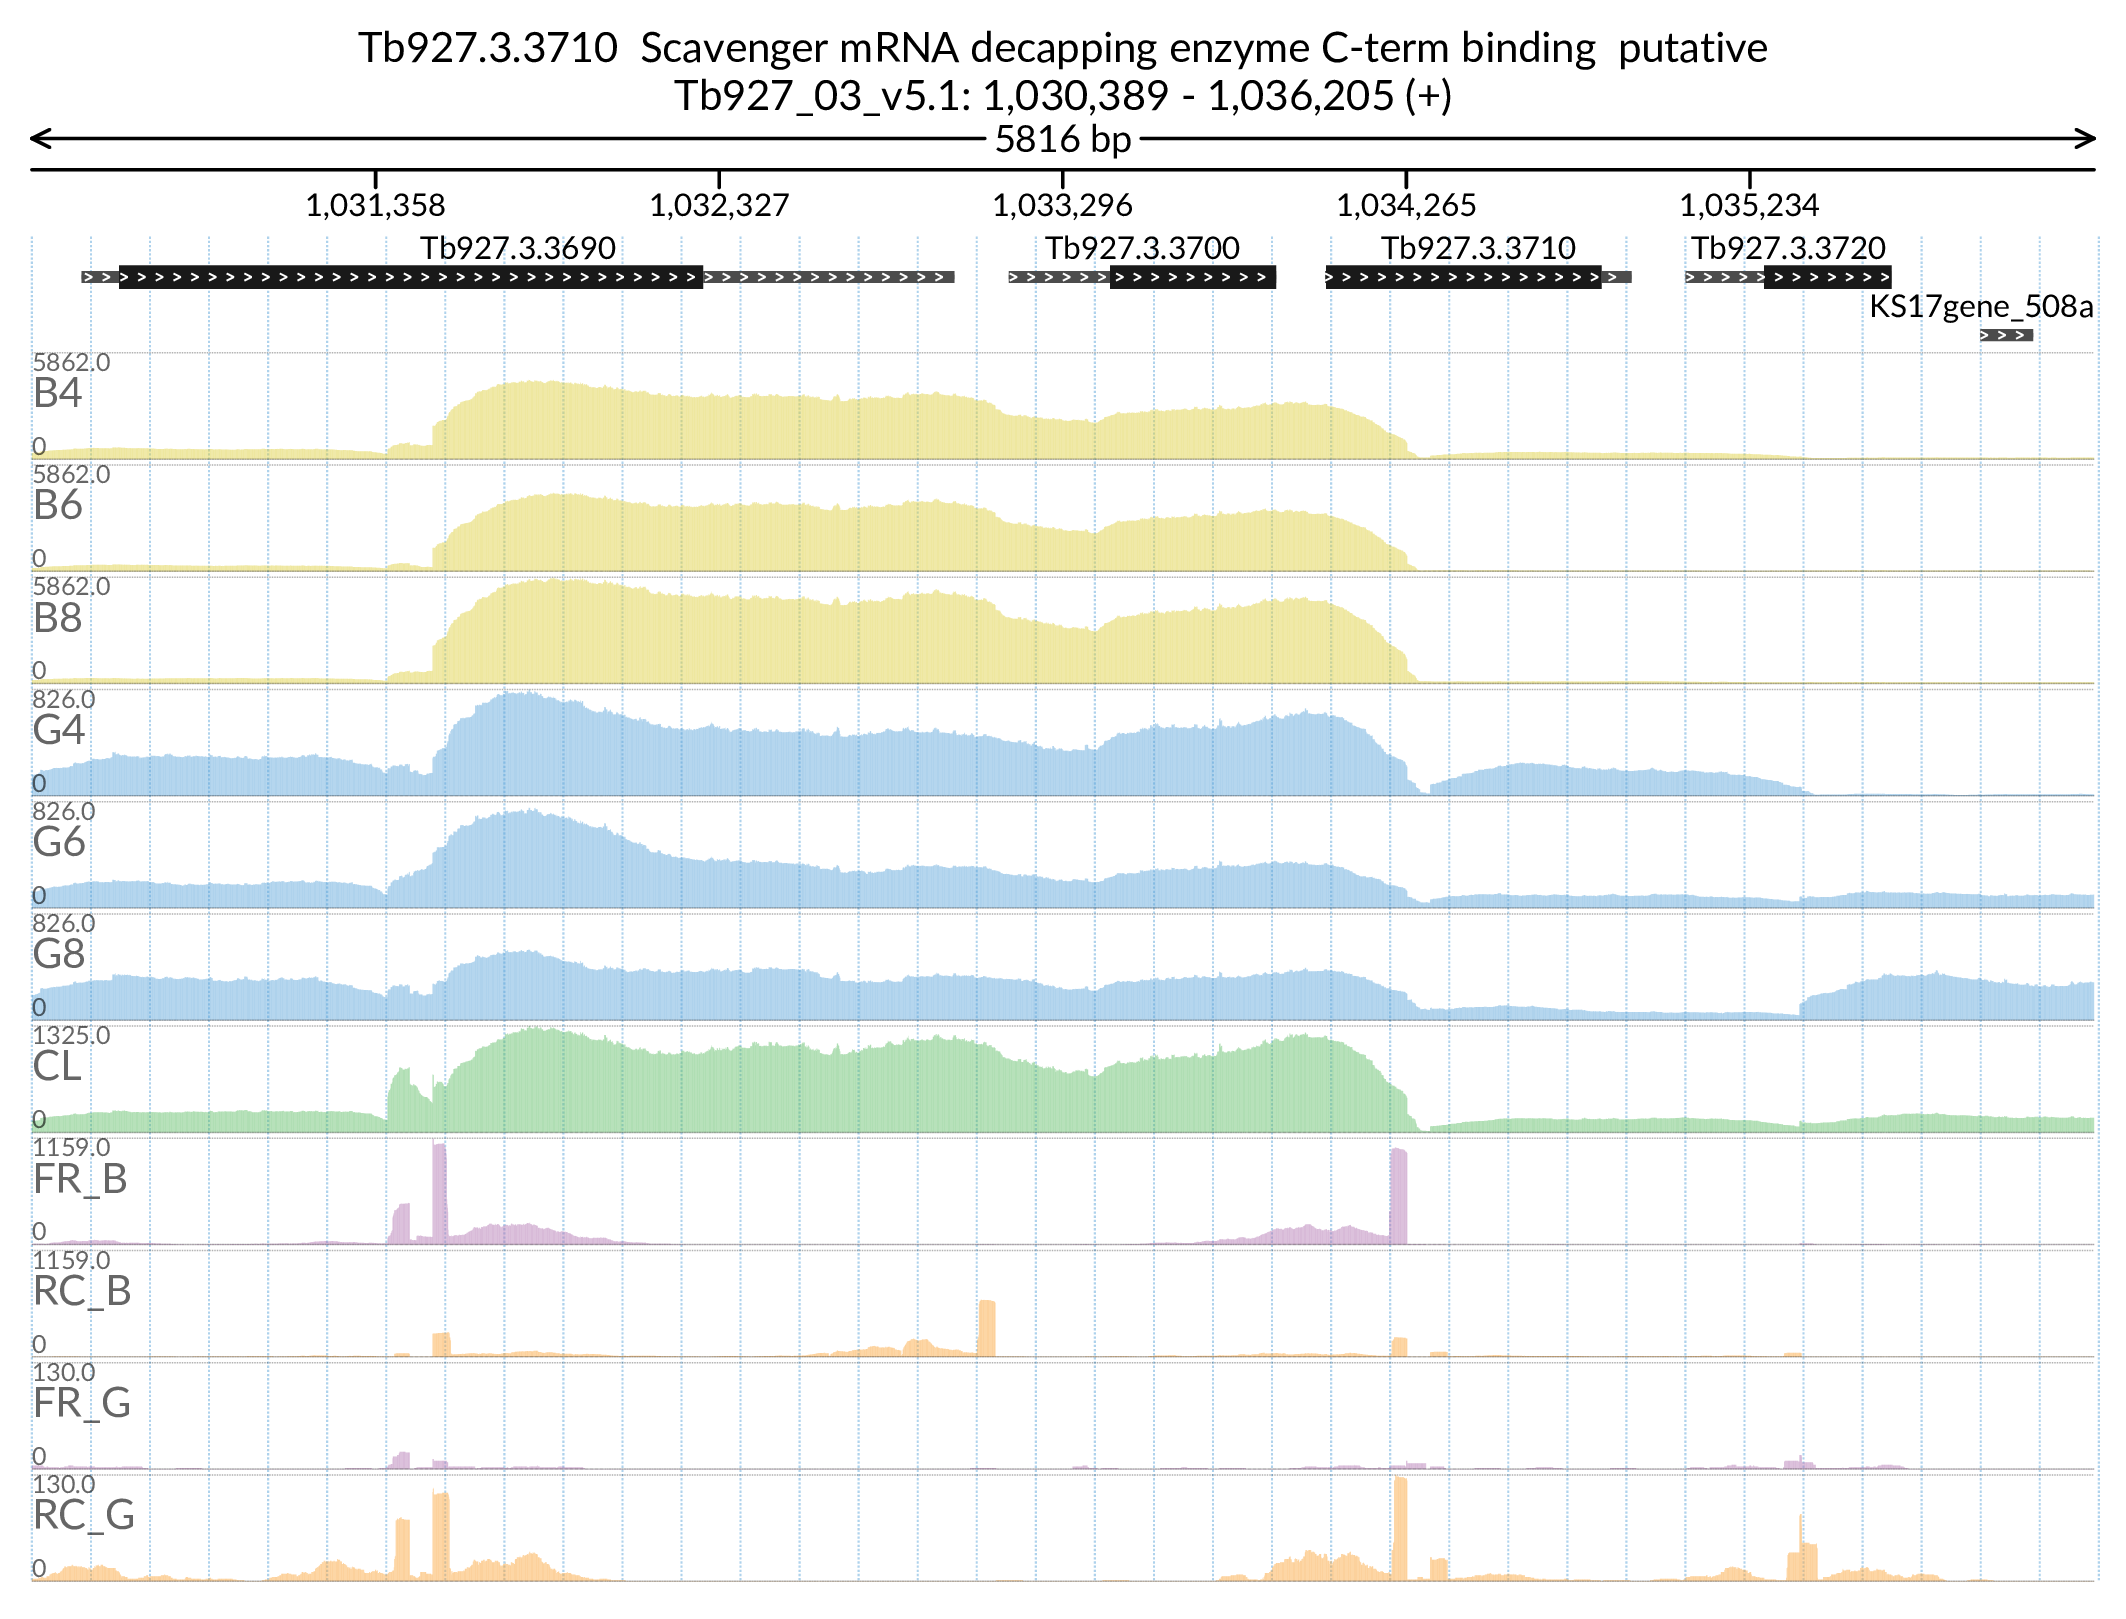 Tb927.3.3710  Scavenger mRNA decapping enzyme C-term binding  putative
Tb927_03_v5.1: 1,030,389 - 1,036,205 (+)
5816 bp
1,031,358 1,032,327 1,033,296 1,034,265 1,035,234
Tb927.3.3690 Tb927.3.3700 Tb927.3.3710 Tb927.3.3720
KS17gene_508a
5862.0
B4
0
5862.0
B6
0
5862.0
B8
0
826.0
G4
0
826.0
G6
0
826.0
G8
0
1325.0
CL
0
1159.0
FR_B
0
1159.0
RC_B
0
130.0
FR_G
0
130.0
RC_G
0